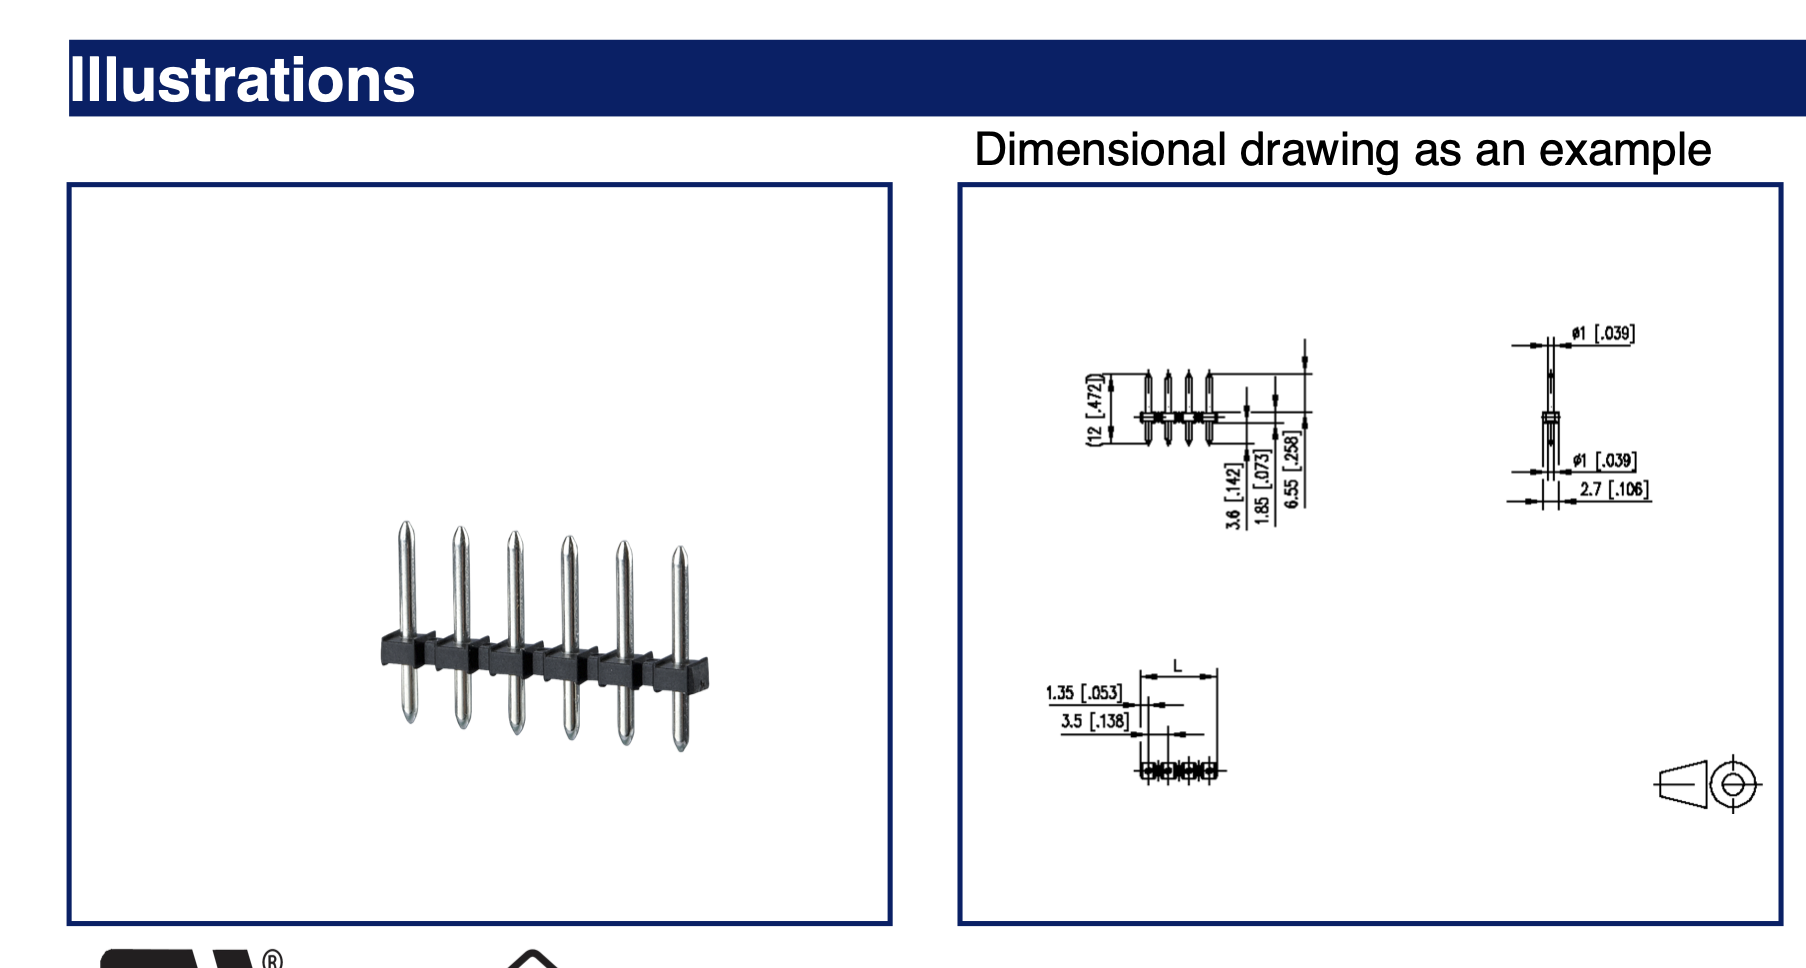 Illustrations
Dimensional drawing as an example
ø1 [.039]
(12 [.472])
3.6 [.142]
1.85 [.073]
6.55 [.258]
ø1 [.039]
2.7 [.106]
L
1.35 [.053]
3.5 [.138]
®